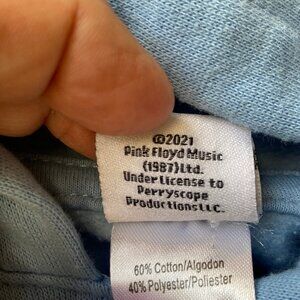 ©2021
Pink Floyd Music
(1987)Ltd.
Under License to
Perryscope
Productions LLC.
60% Cotton/Algodon
40% Polyester/Poliester